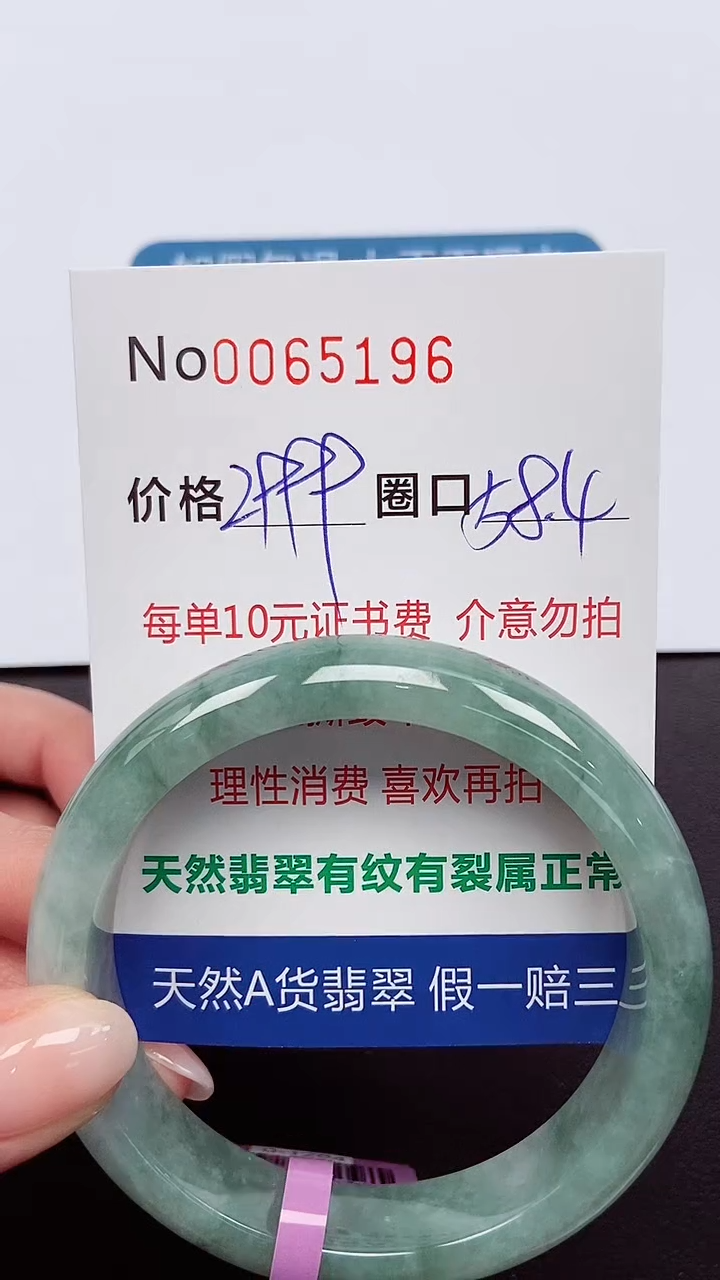 No0065196
价格2999 圈口58.4
每单10元证书费 介意勿拍
理性消费 喜欢再拍
天然翡翠有纹有裂属正常
天然A货翡翠 假一赔三